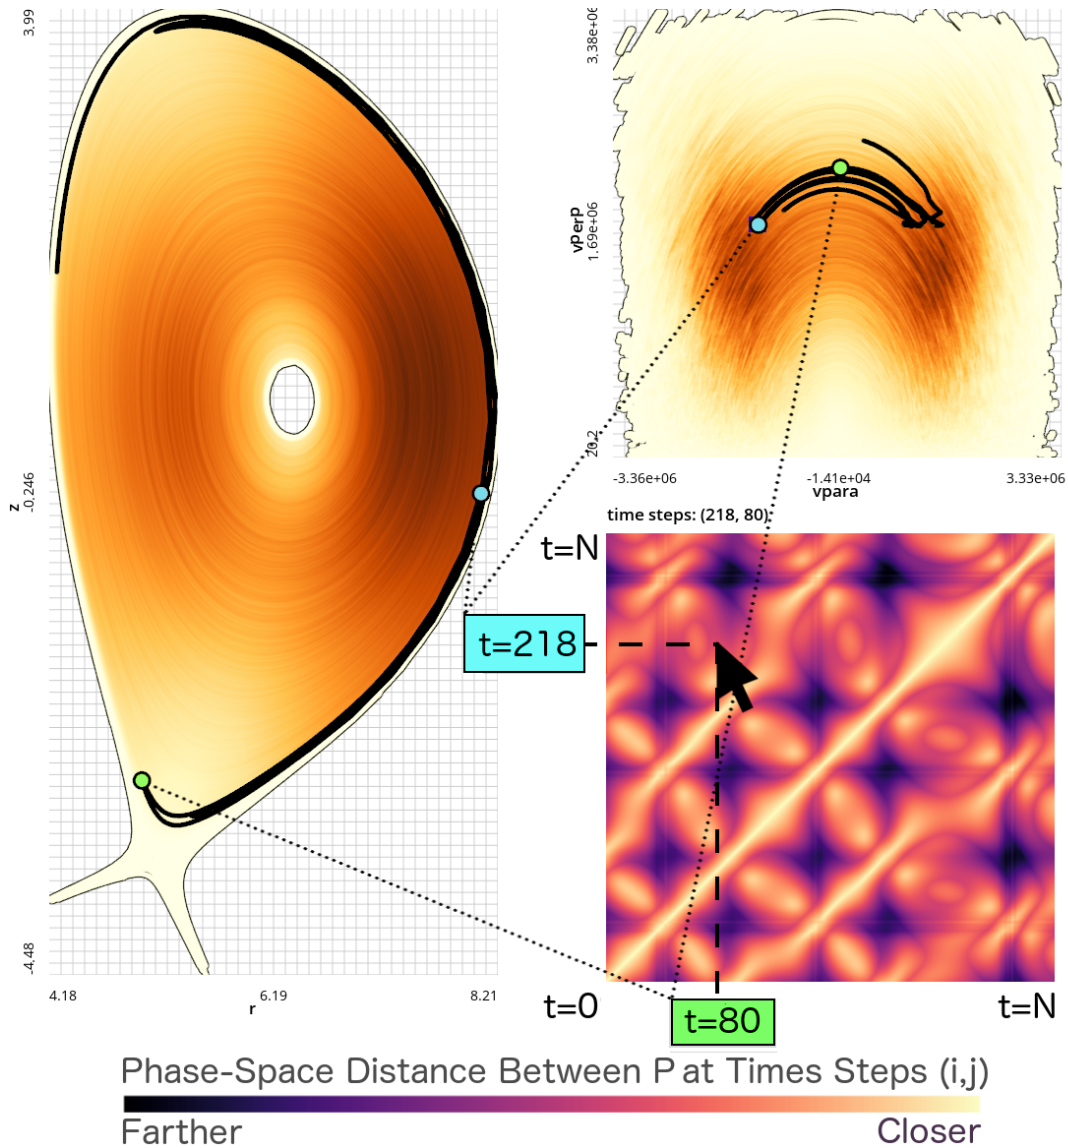 3.99
z
-0.246
-4.48
4.18
6.19
8.21
r
3.38e+06
vperp
1.69e+06
-3.36e+06
-1.41e+04
3.33e+06
vpara
time steps: (218, 80)
t=N
t=218
t=0
t=N
t=80
Phase-Space Distance Between P at Times Steps (i,j)
Farther
Closer